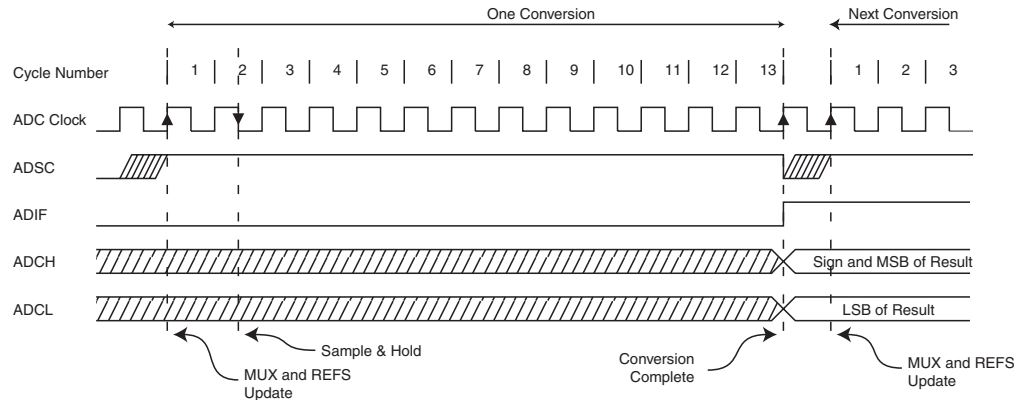 One Conversion
Next Conversion
Cycle Number 1 2 3 4 5 6 7 8 9 10 11 12 13 1 2 3
ADC Clock
ADSC
ADIF
ADCH
Sign and MSB of Result
ADCL
LSB of Result
Sample & Hold
MUX and REFS
Update
Conversion
Complete
MUX and REFS
Update